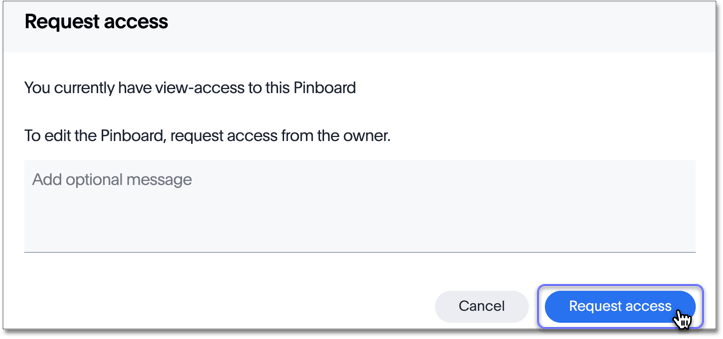 Request access
You currently have view-access to this Pinboard
To edit the Pinboard, request access from the owner.
Add optional message
Cancel
Request access